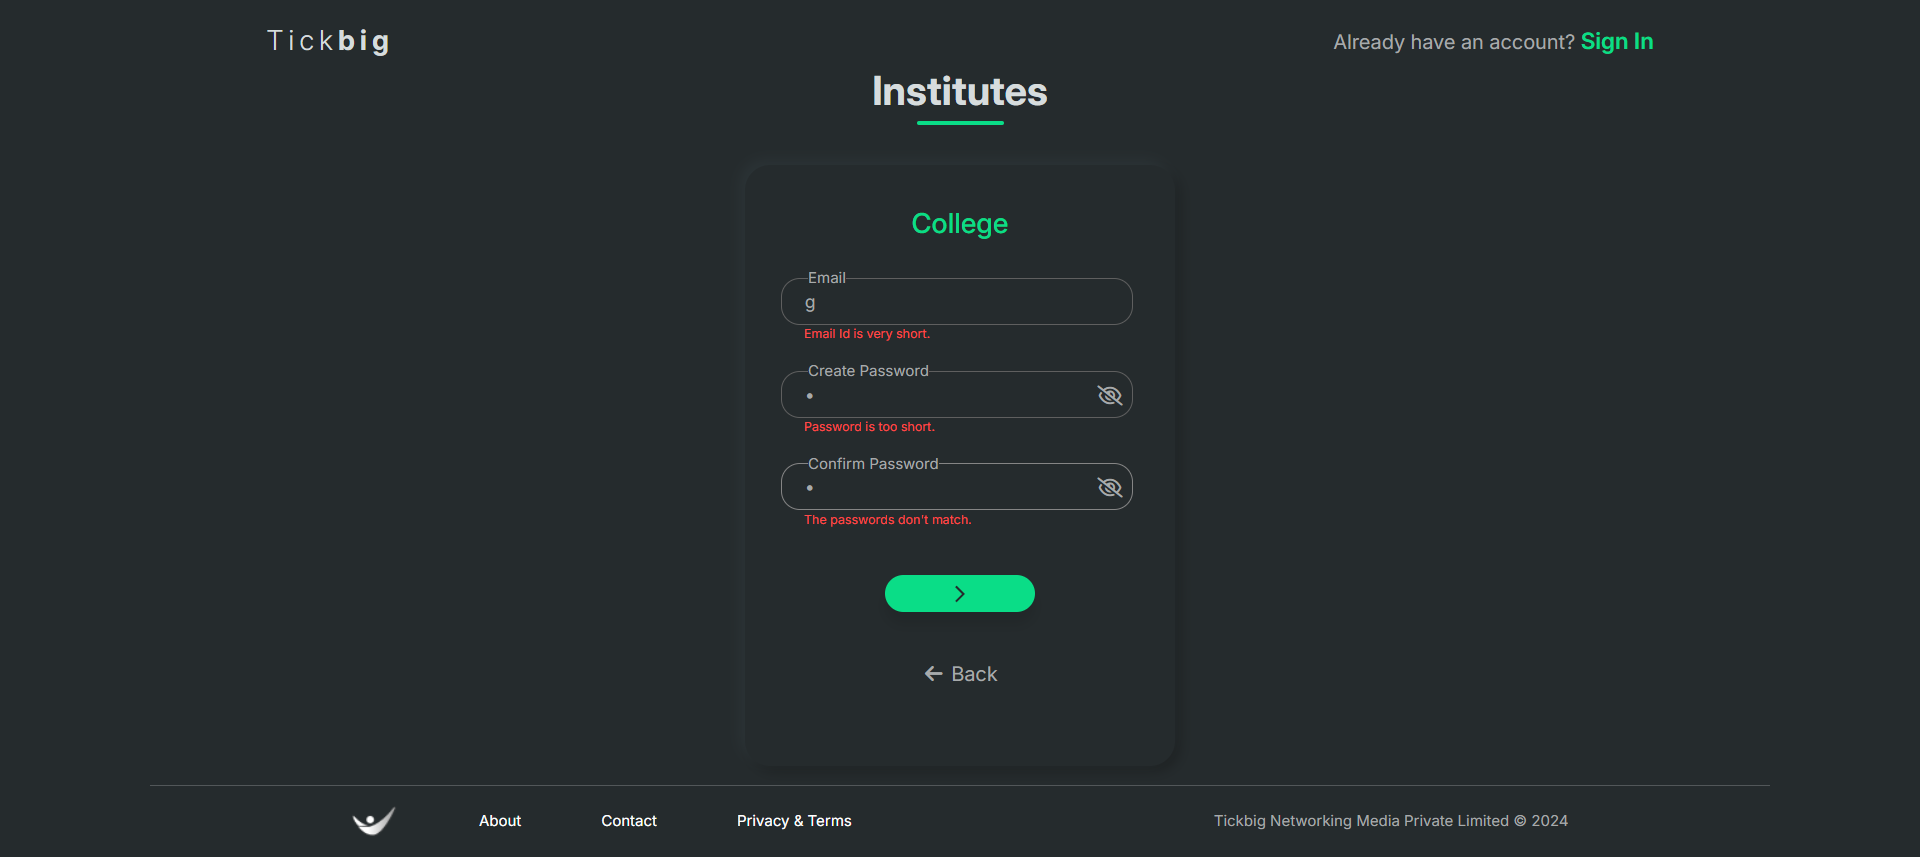 Tickbig
Already have an account? Sign In
Institutes
College
Email
g
Email Id is very short.
Create Password
Password is too short.
Confirm Password
The passwords don't match.
Back
About
Contact
Privacy & Terms
Tickbig Networking Media Private Limited © 2024